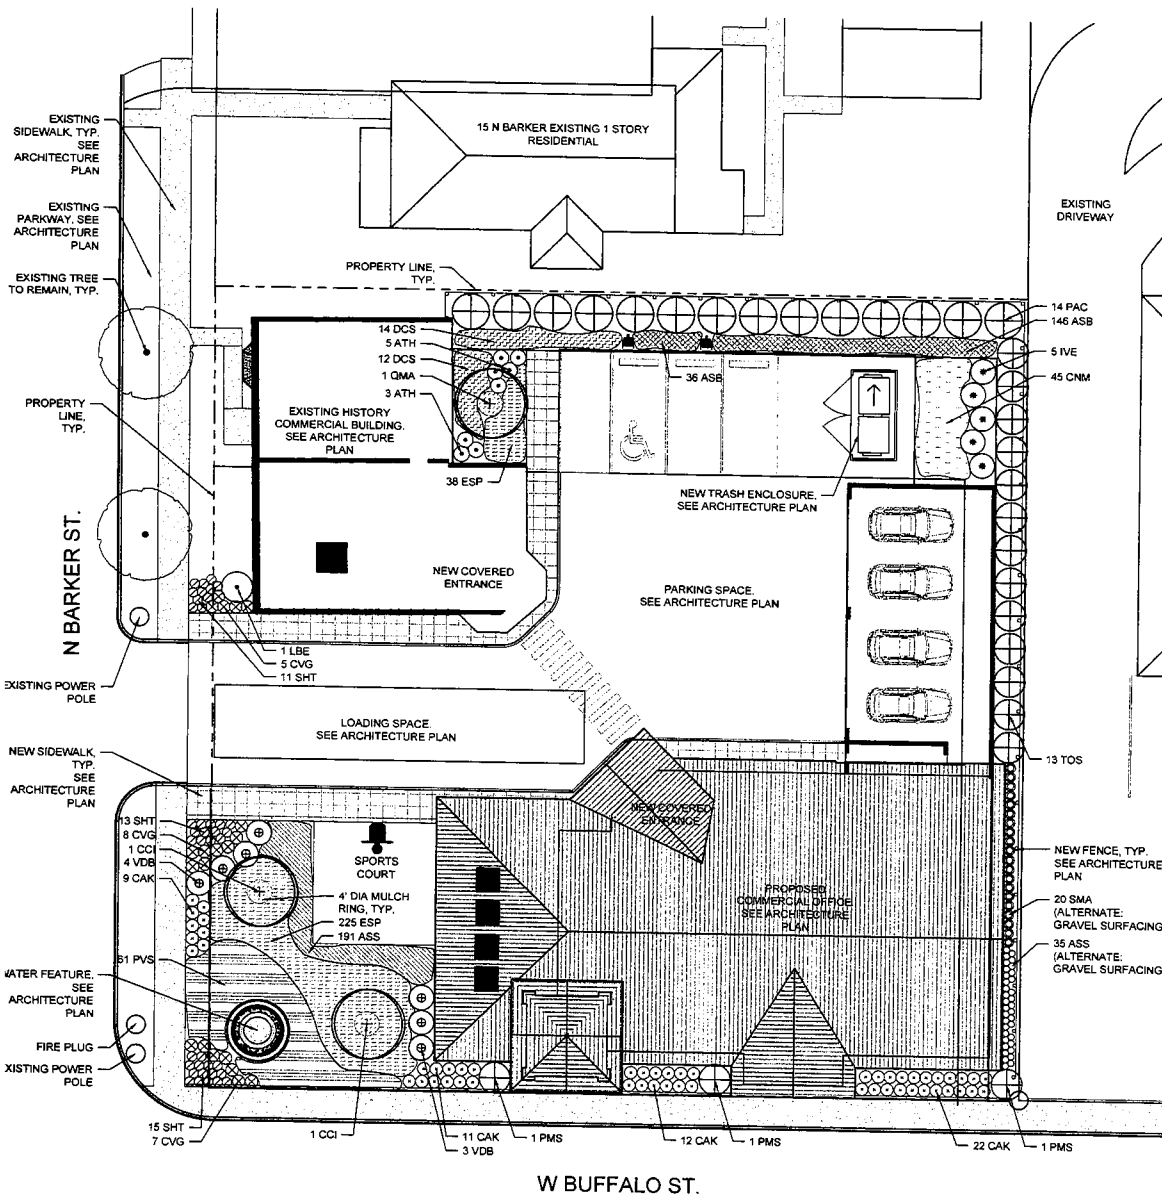 EXISTING
SIDEWALK, TYP.
SEE
ARCHITECTURE
PLAN
EXISTING
PARKWAY, SEE
ARCHITECTURE
PLAN
EXISTING TREE
TO REMAIN, TYP.
PROPERTY
LINE,
TYP.
N BARKER ST.
EXISTING POWER
POLE
NEW SIDEWALK,
TYP.
SEE
ARCHITECTURE
PLAN
13 SHT
8 CVG
1 CCI
4 VDB
9 CAK
61 PVS
WATER FEATURE,
SEE
ARCHITECTURE
PLAN
FIRE PLUG
EXISTING POWER
POLE
15 SHT
7 CVG
15 N BARKER EXISTING 1 STORY
RESIDENTIAL
PROPERTY LINE,
TYP.
14 DCS
5 ATH
12 DCS
1 QMA
3 ATH
EXISTING HISTORY
COMMERCIAL BUILDING.
SEE ARCHITECTURE
PLAN
38 ESP
36 ASB
NEW TRASH ENCLOSURE.
SEE ARCHITECTURE PLAN
NEW COVERED
ENTRANCE
PARKING SPACE.
SEE ARCHITECTURE PLAN
1 LBE
5 CVG
11 SHT
LOADING SPACE.
SEE ARCHITECTURE PLAN
NEW COVERED
ENTRANCE
SPORTS
COURT
4' DIA MULCH
RING, TYP.
225 ESP
191 ASS
PROPOSED
COMMERCIAL OFFICE
SEE ARCHITECTURE
PLAN
EXISTING
DRIVEWAY
14 PAC
146 ASB
5 IVE
45 CNM
13 TOS
NEW FENCE, TYP.
SEE ARCHITECTURE
PLAN
20 SMA
(ALTERNATE:
GRAVEL SURFACING
35 ASS
(ALTERNATE:
GRAVEL SURFACING
1 CCI
11 CAK
3 VDB
1 PMS
12 CAK
1 PMS
22 CAK
1 PMS
W BUFFALO ST.